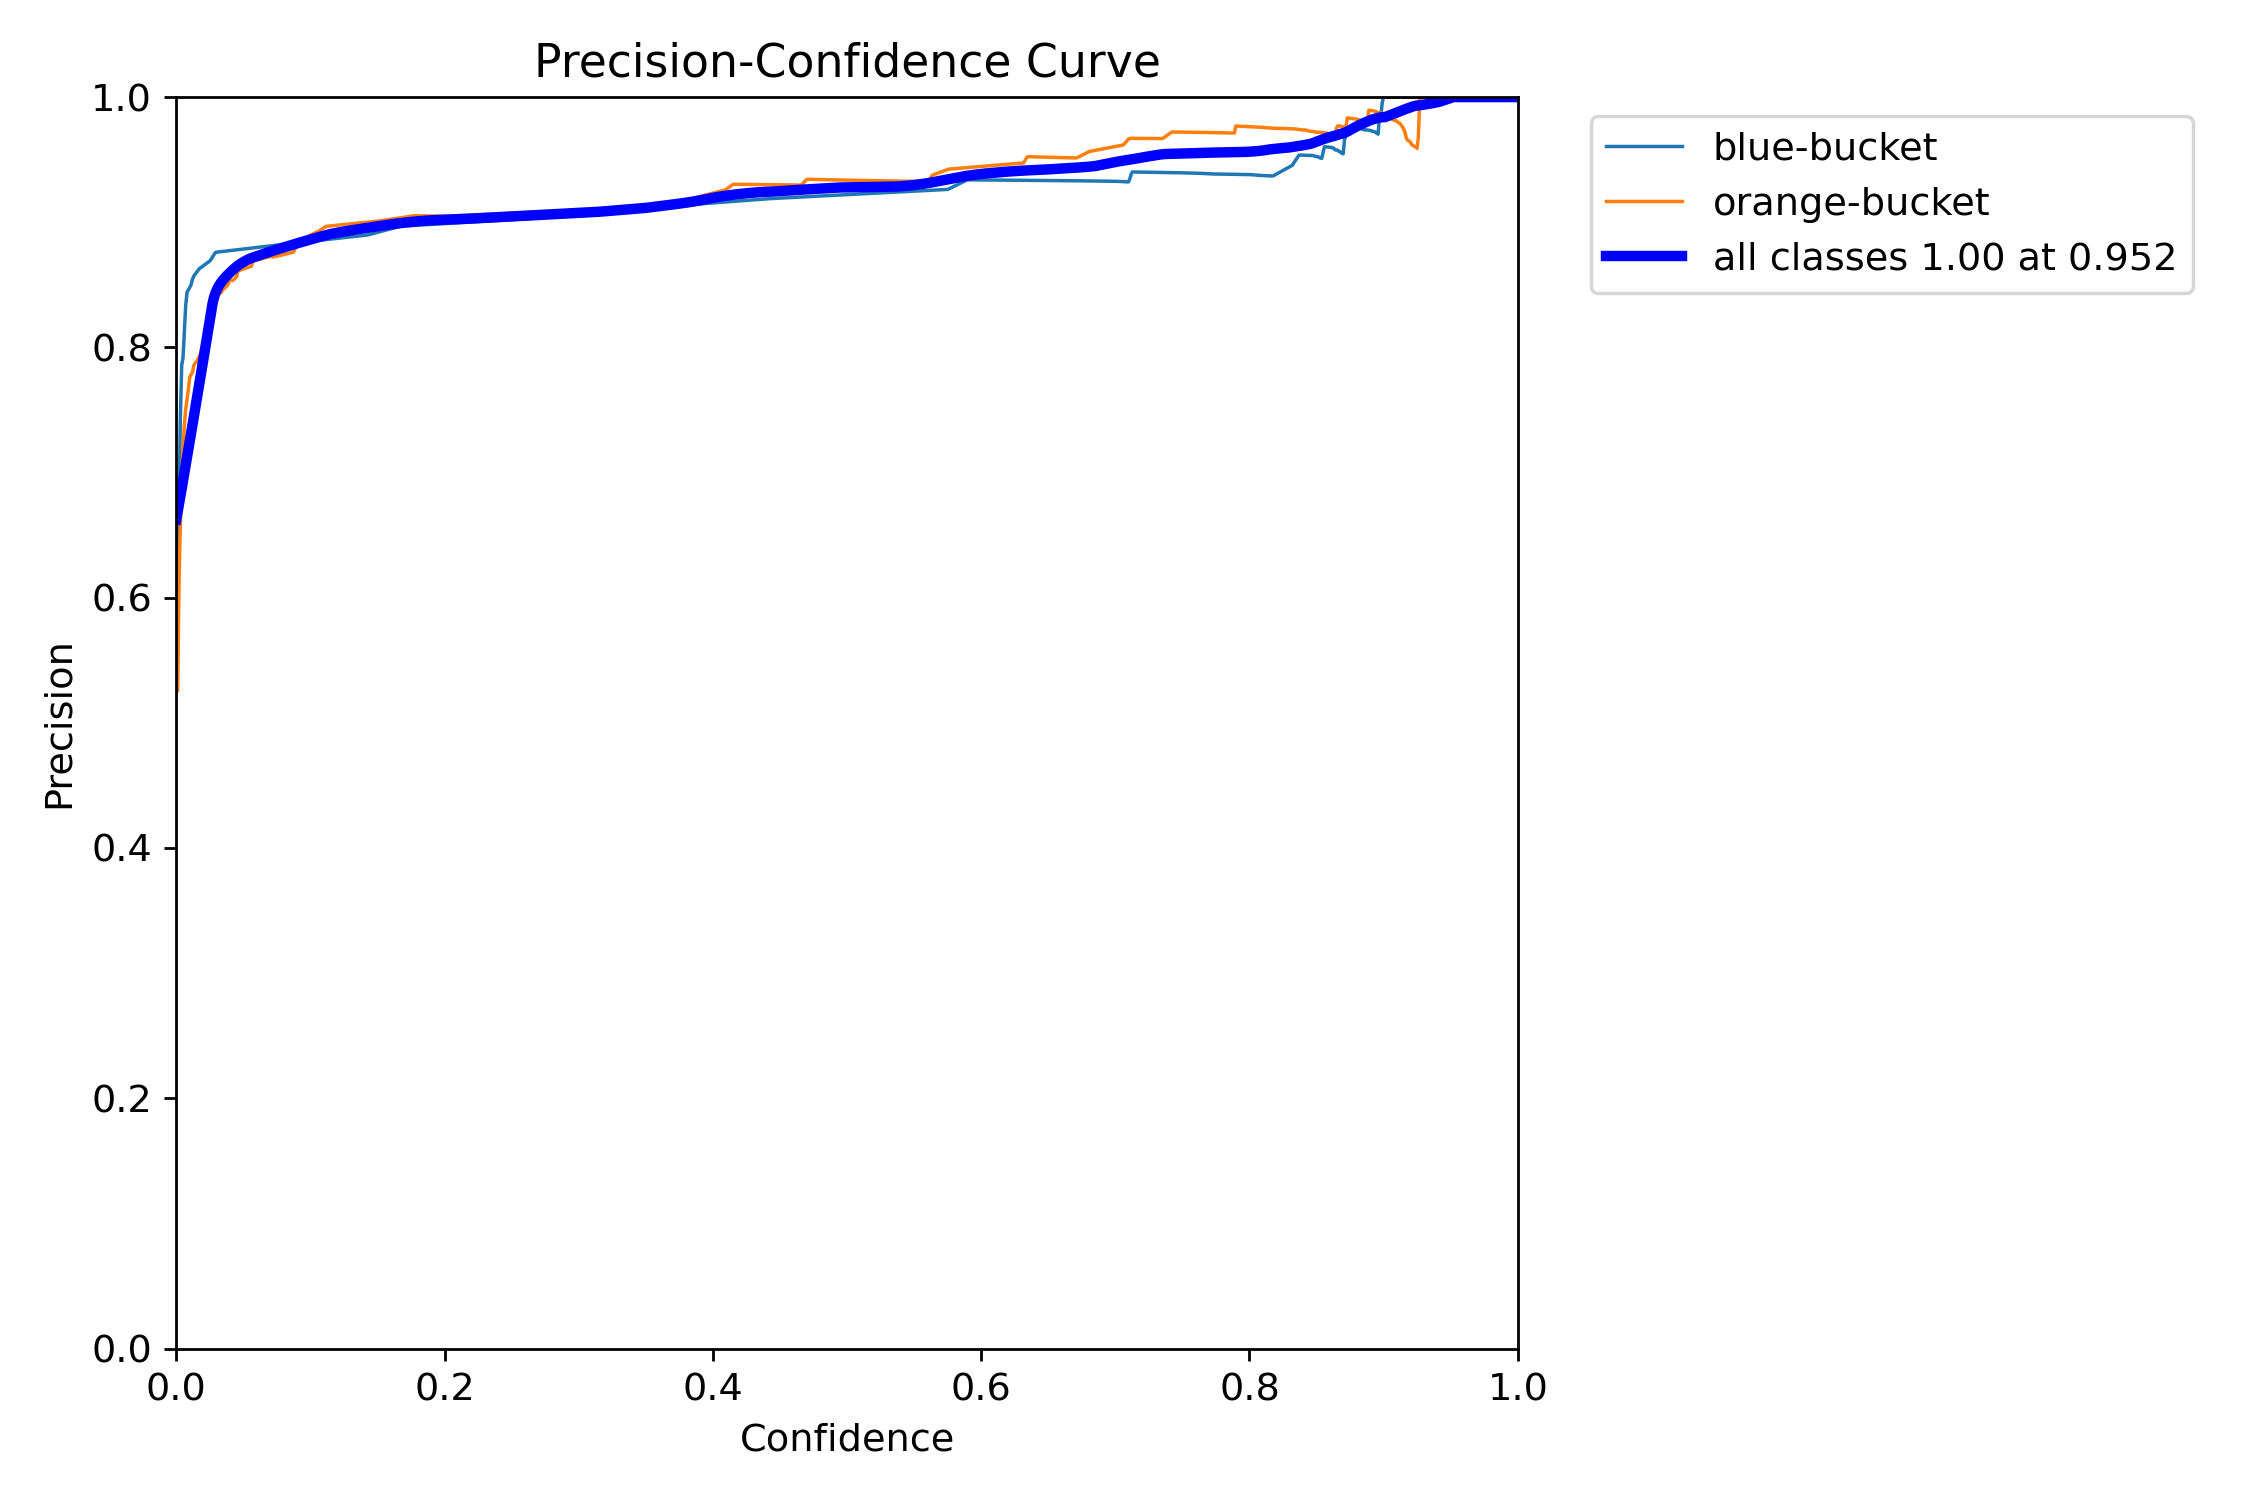 Precision-Confidence Curve
1.0
0.8
0.6
0.4
0.2
0.0
Precision
0.0 0.2 0.4 0.6 0.8 1.0
Confidence
blue-bucket
orange-bucket
all classes 1.00 at 0.952